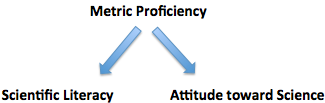 Metric Proficiency
Scientific Literacy
Attitude toward Science